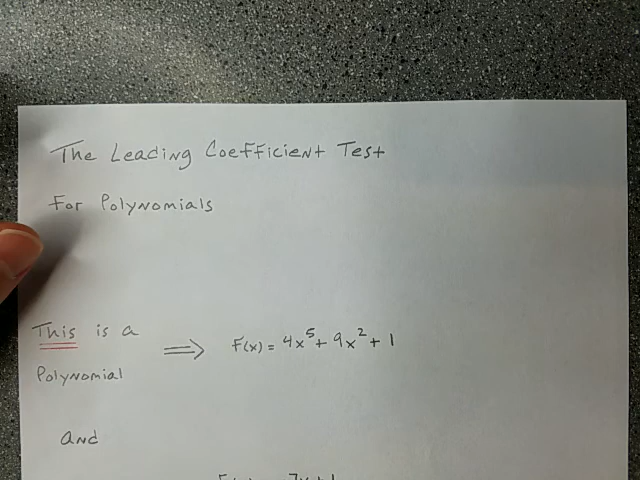 The Leading Coefficient Test
For Polynomials
This is a
Polynomial
⇒ F(x) = 4x⁵ + 9x² + 1
and